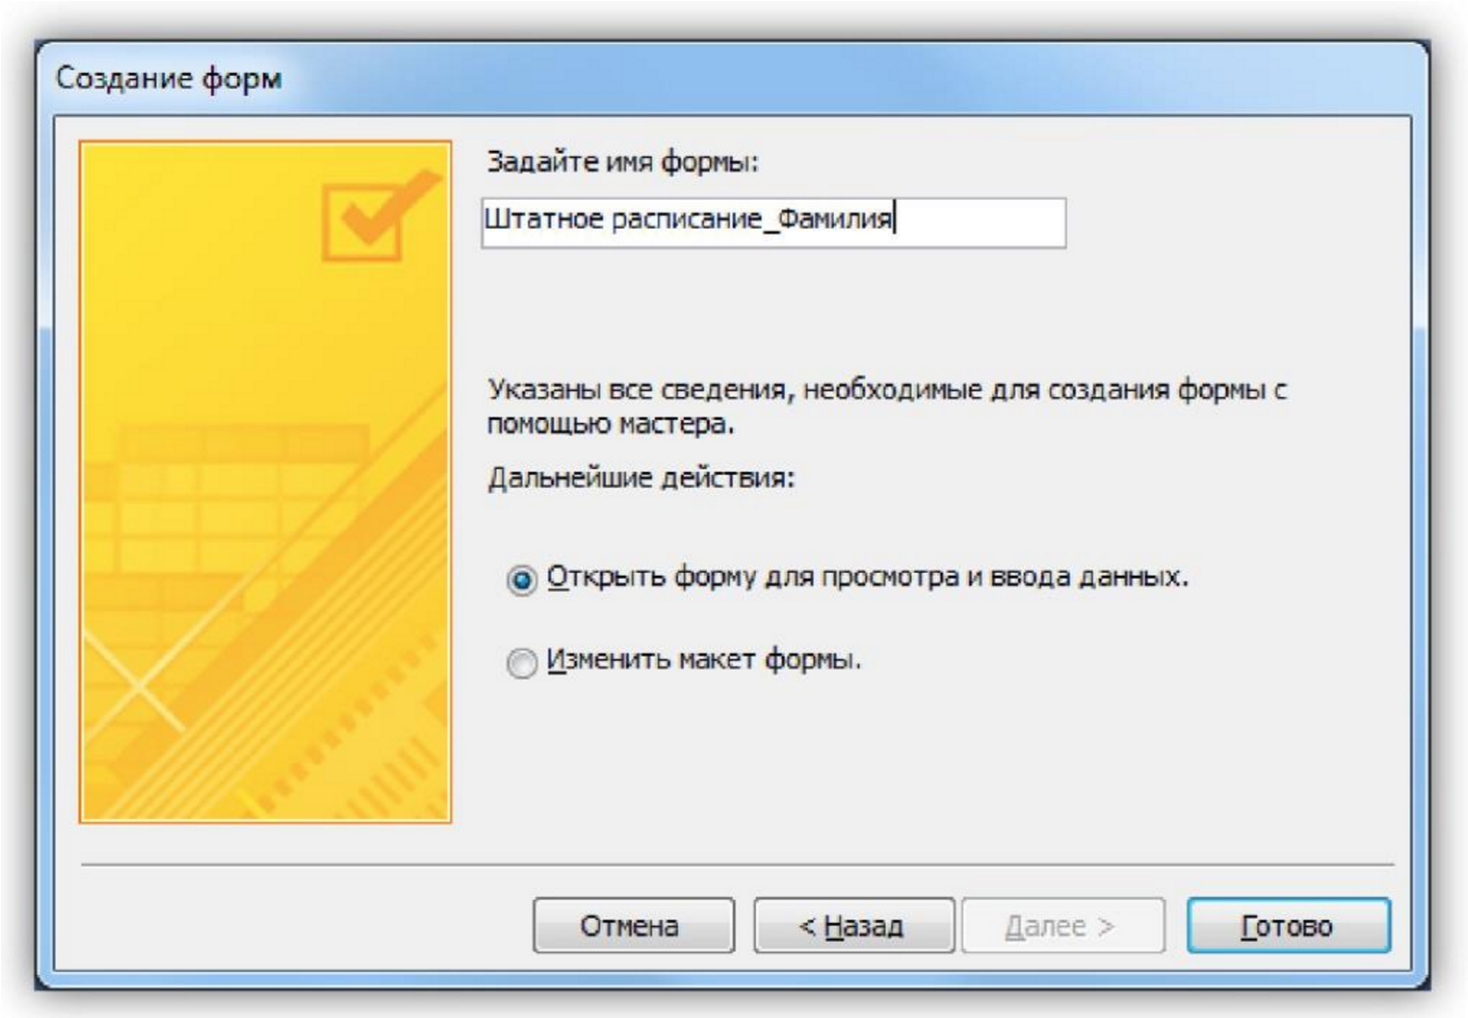 Создание форм
Задайте имя формы:
Штатное расписание_Фамилия
Указаны все сведения, необходимые для создания формы с
помощью мастера.
Дальнейшие действия:
Открыть форму для просмотра и ввода данных.
Изменить макет формы.
Отмена < Назад Далее > Готово